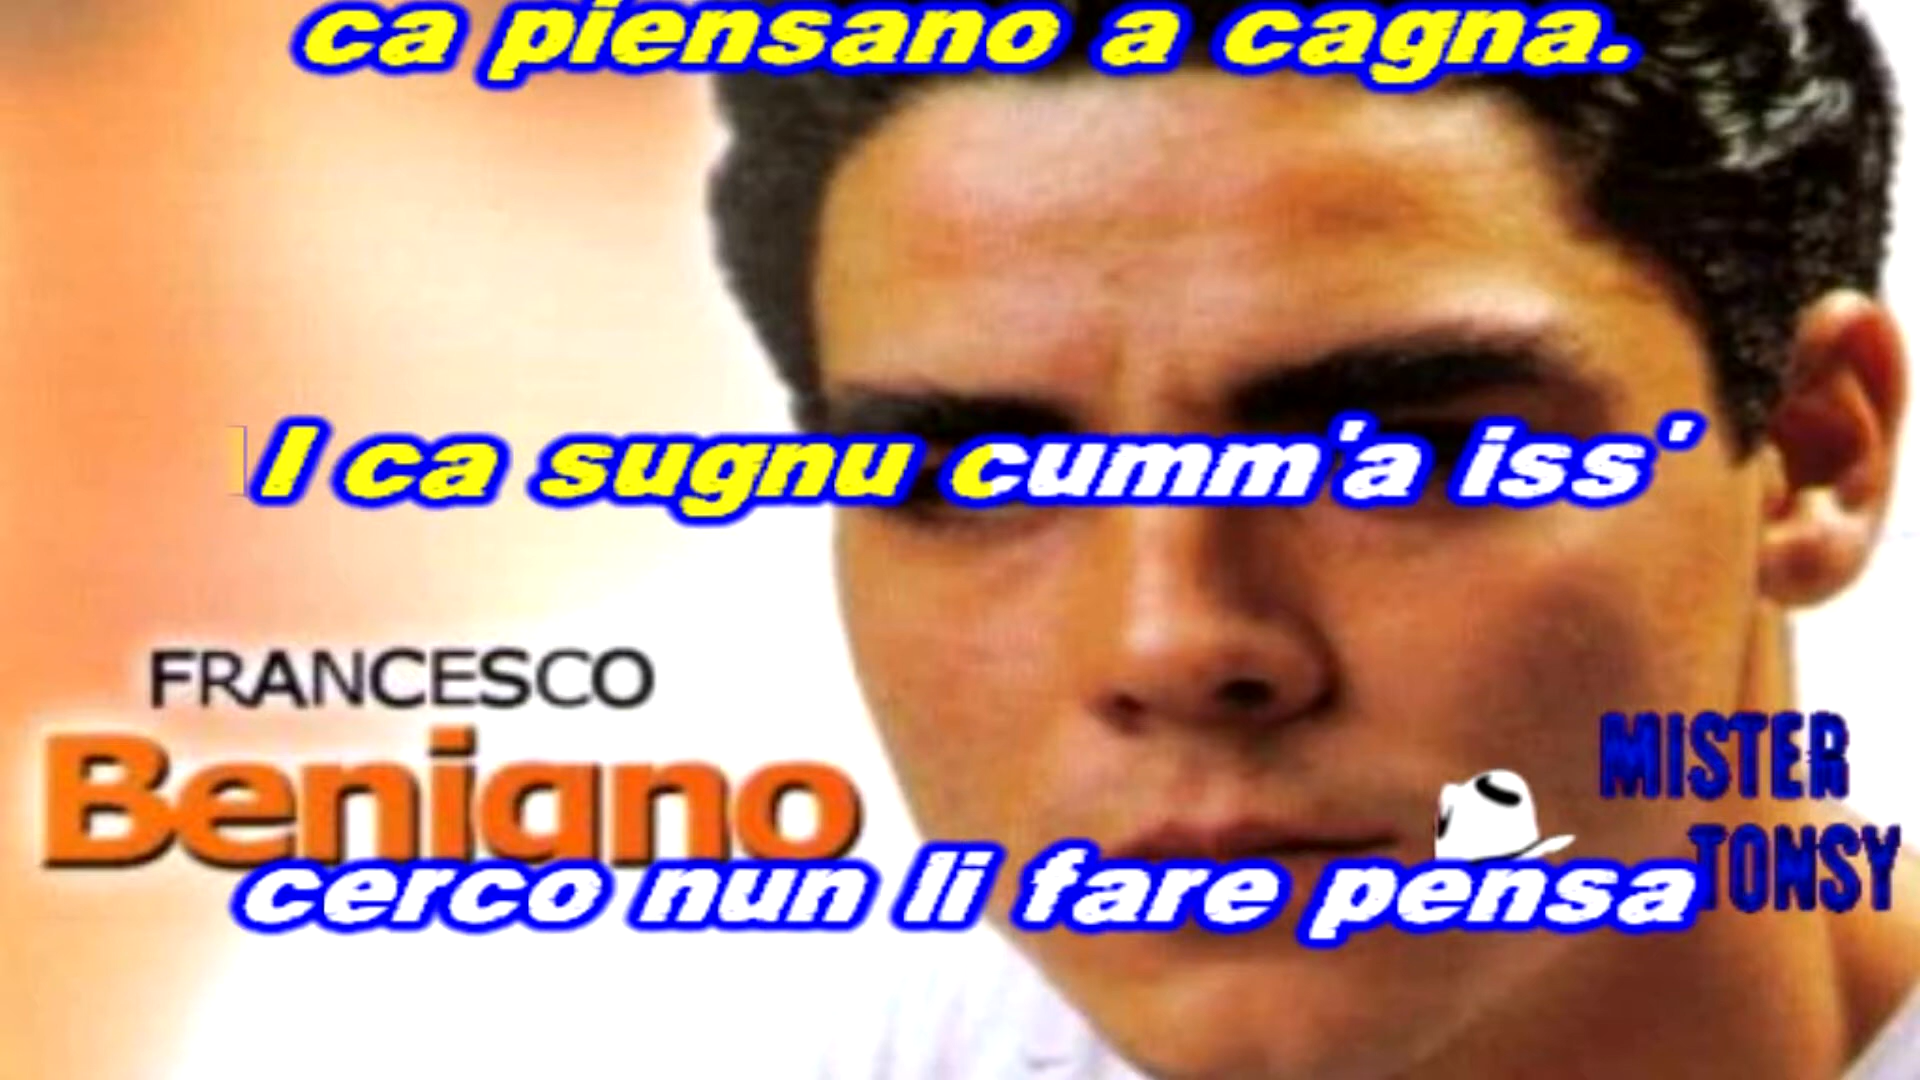 ca piensano a cagna.
I ca sugnu cumm'a iss'
FRANCESCO
Benigno
MISTER
TONSY
cerco nun li fare pensa